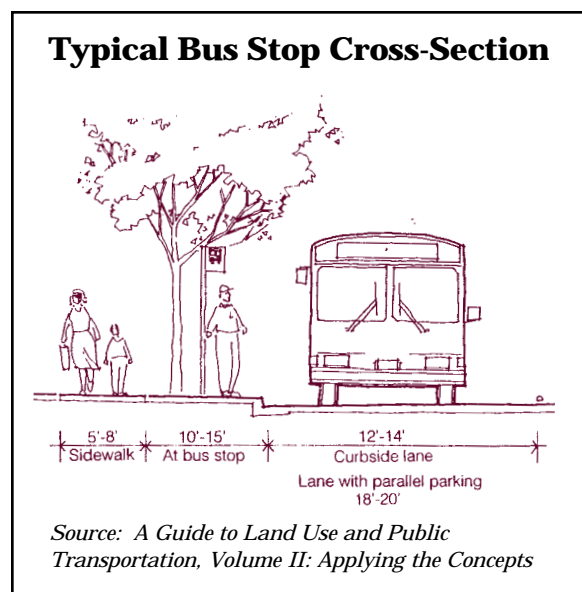 Typical Bus Stop Cross-Section
5'-8' 10'-15' 12'-14'
Sidewalk At bus stop Curbside lane
Lane with parallel parking
18'-20'
Source: A Guide to Land Use and Public
Transportation, Volume II: Applying the Concepts